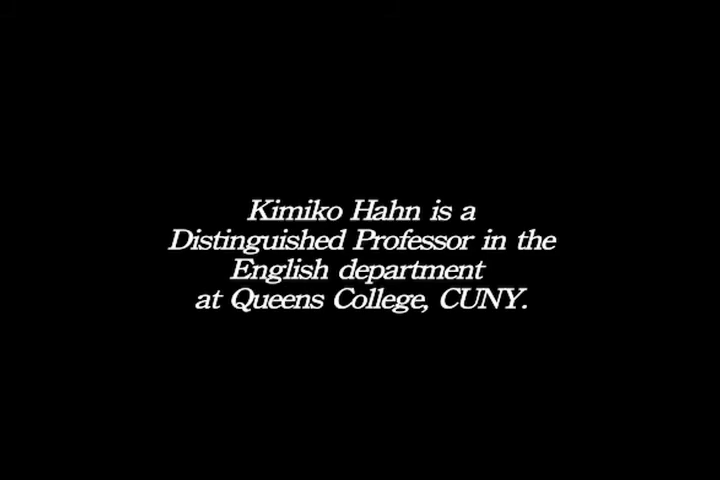 Kimiko Hahn is a
Distinguished Professor in the
English department
at Queens College, CUNY.